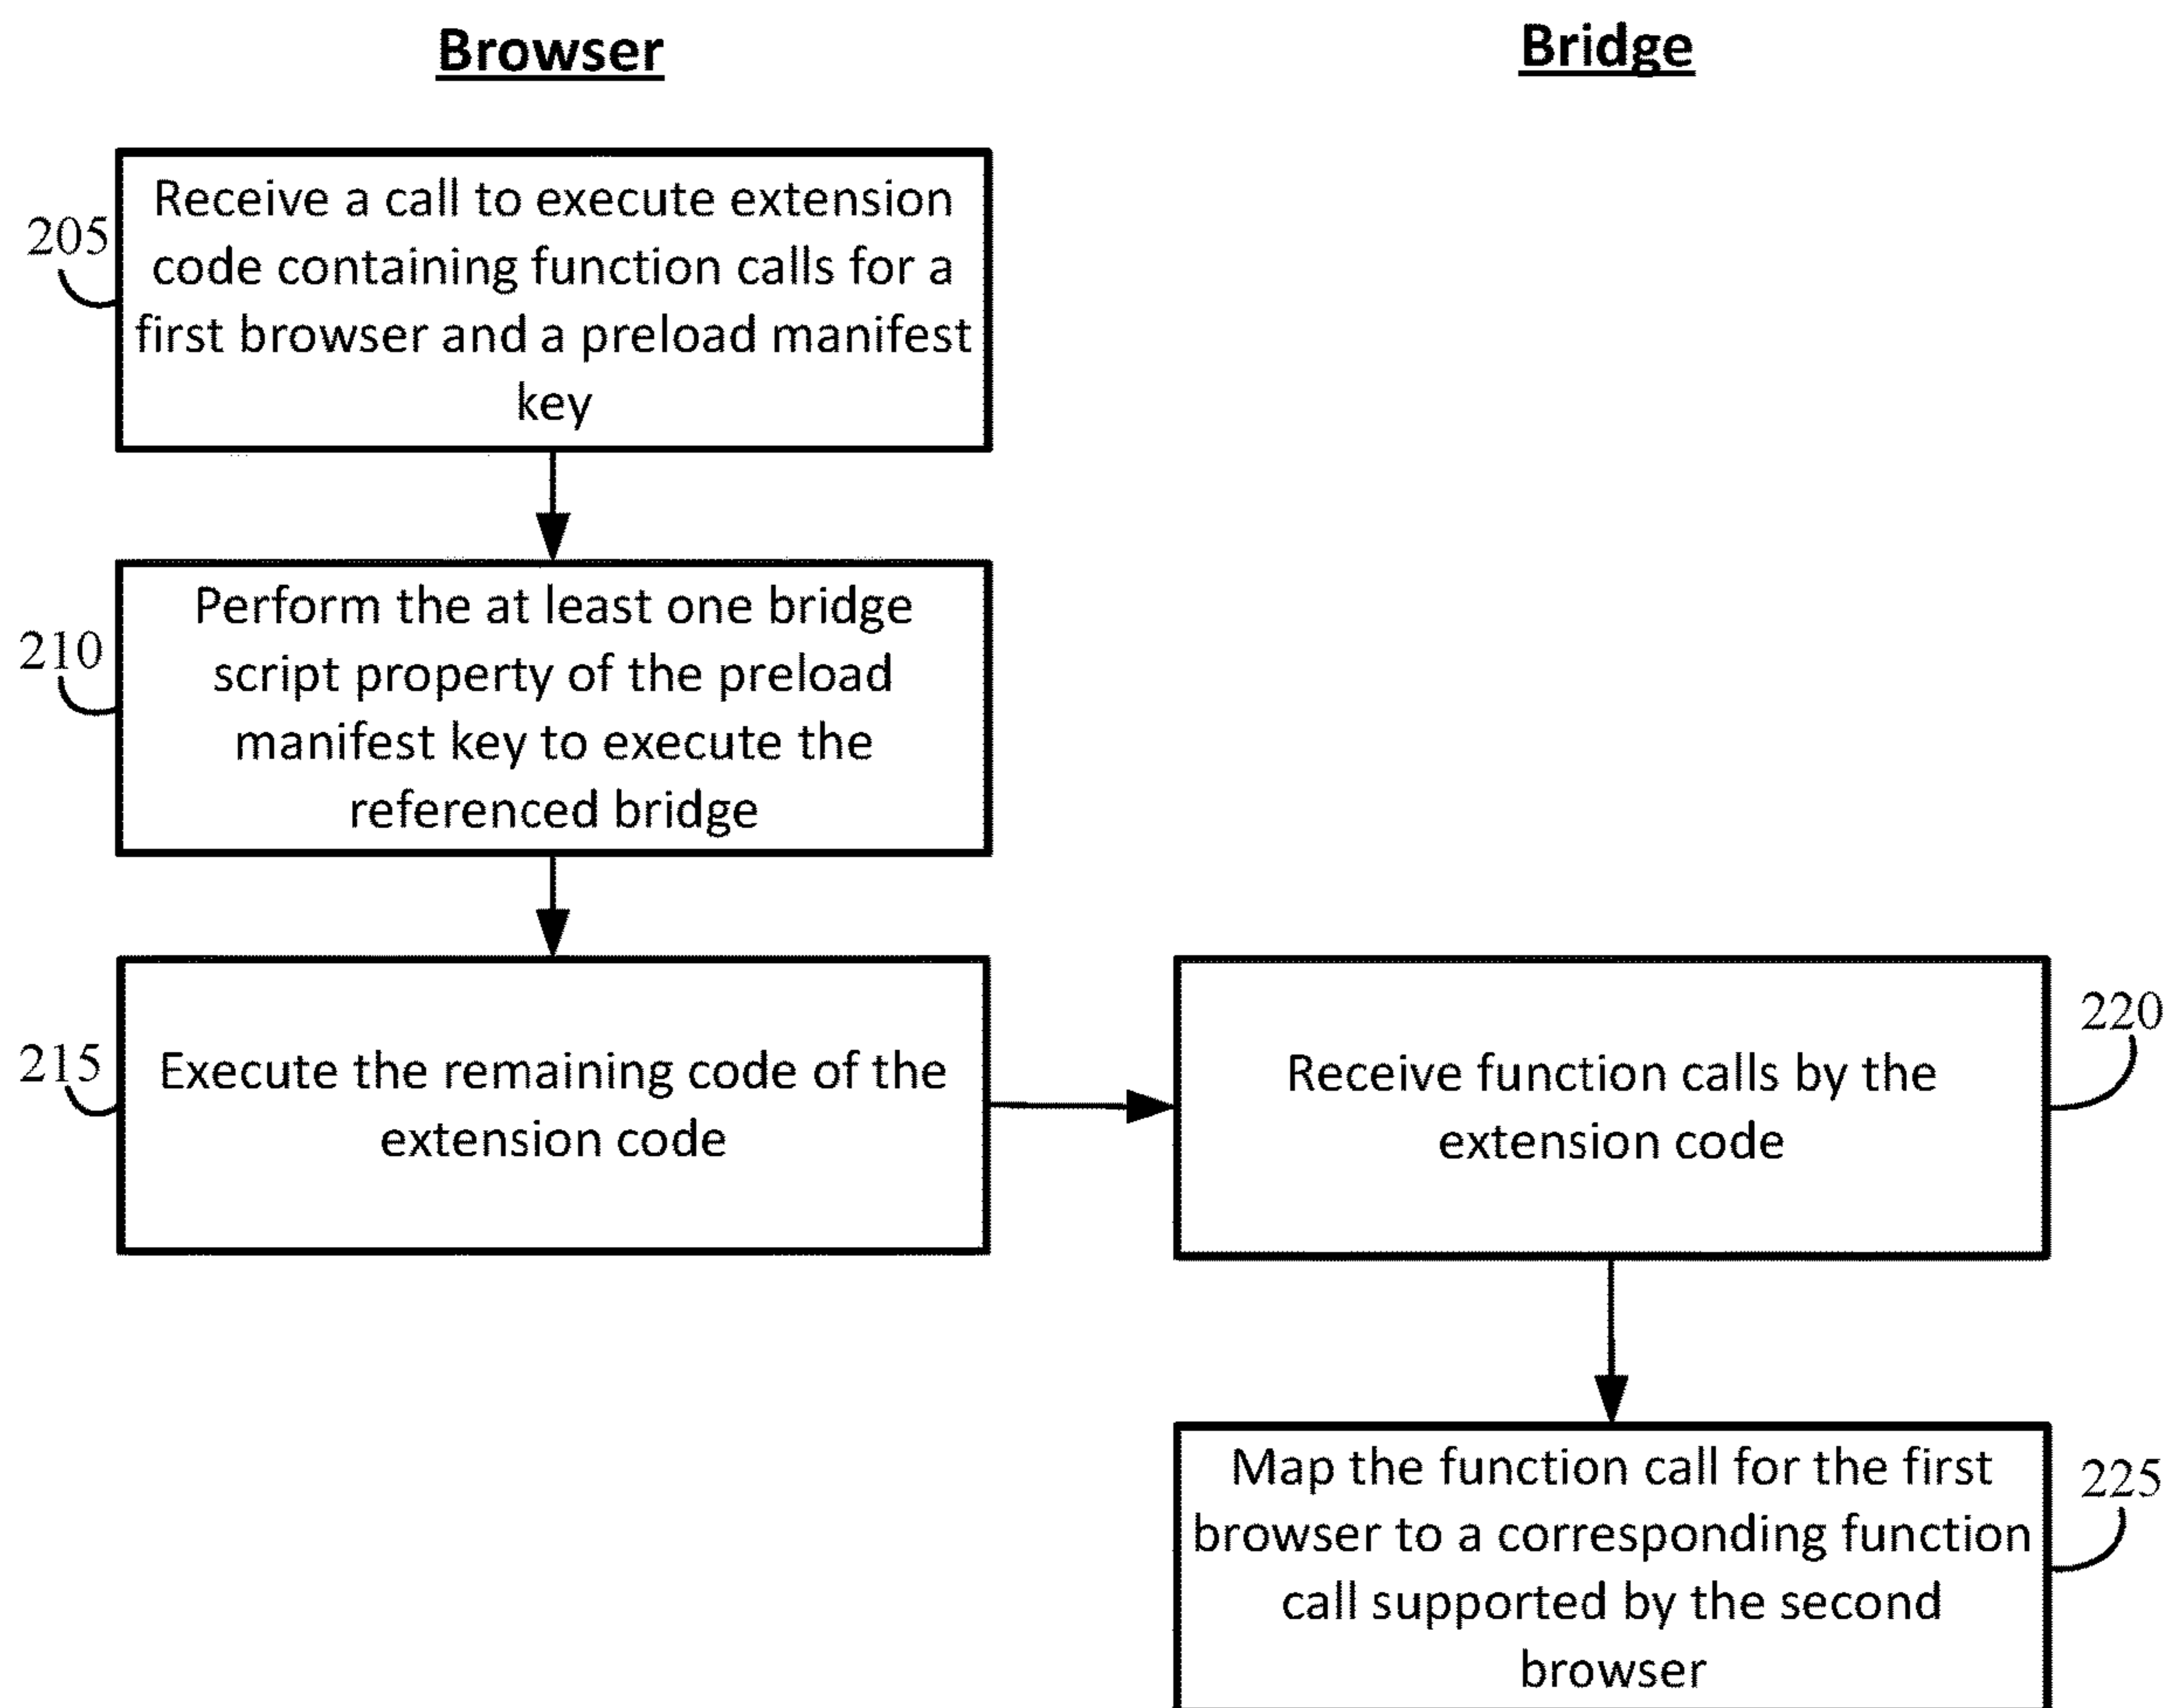 Browser
Bridge
205
Receive a call to execute extension
code containing function calls for a
first browser and a preload manifest
key
210
Perform the at least one bridge
script property of the preload
manifest key to execute the
referenced bridge
215
Execute the remaining code of the
extension code
220
Receive function calls by the
extension code
225
Map the function call for the first
browser to a corresponding function
call supported by the second
browser